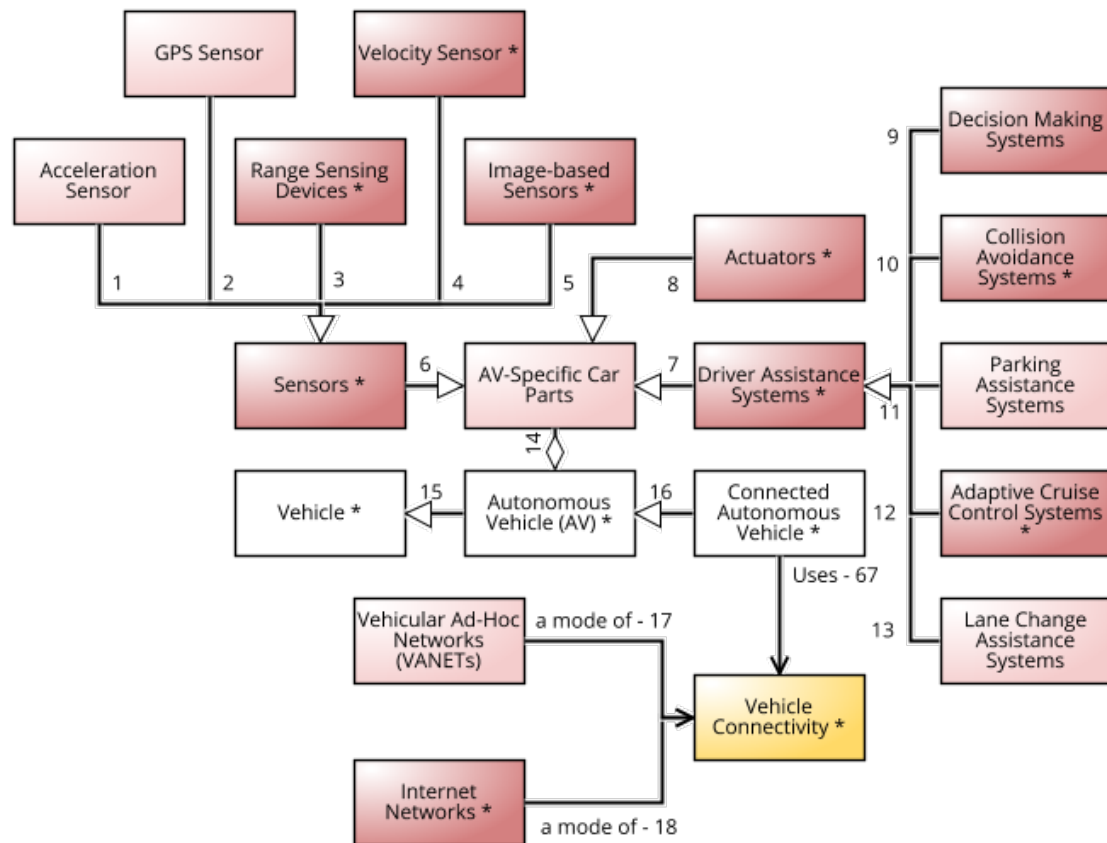 GPS Sensor
Velocity Sensor *
Acceleration
Sensor
Range Sensing
Devices *
Image-based
Sensors *
Decision Making
Systems
9
Actuators *
Collision
Avoidance
Systems *
10
1
2
3
4
5
8
Sensors *
6
AV-Specific Car
Parts
7
Driver Assistance
Systems *
11
Parking
Assistance
Systems
14
Vehicle *
15
Autonomous
Vehicle (AV) *
16
Connected
Autonomous
Vehicle *
12
Adaptive Cruise
Control Systems
*
Uses - 67
Vehicular Ad-Hoc
Networks
(VANETs)
a mode of - 17
13
Lane Change
Assistance
Systems
Vehicle
Connectivity *
Internet
Networks *
a mode of - 18